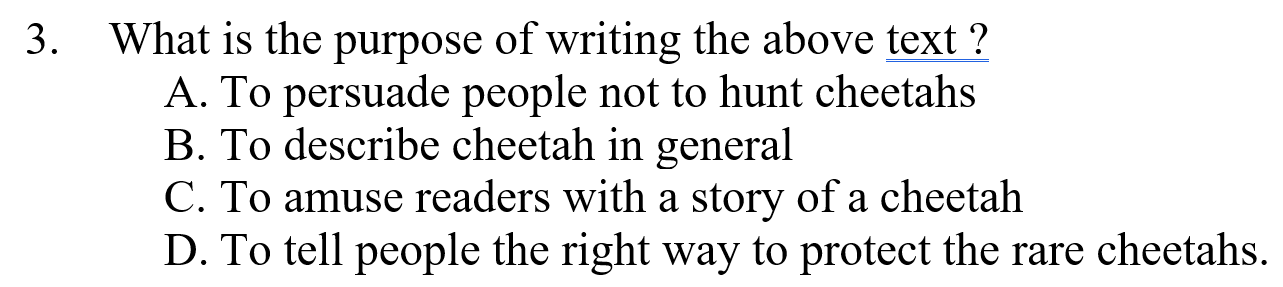 3. What is the purpose of writing the above text ?
A. To persuade people not to hunt cheetahs
B. To describe cheetah in general
C. To amuse readers with a story of a cheetah
D. To tell people the right way to protect the rare cheetahs.